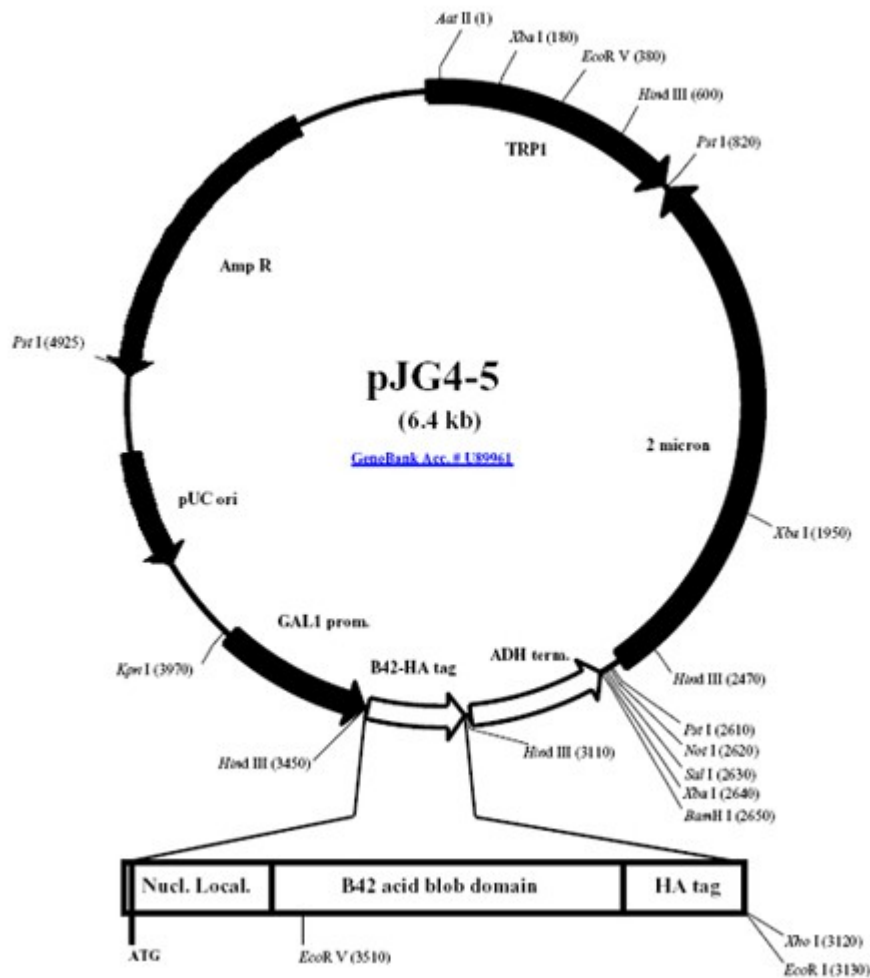 Aat II (1)
Xba I (180)
EcoR V (380)
Hind III (600)
Pst I (820)
TRP1
Amp R
Pst I (4925)
pJG4-5
(6.4 kb)
GenoBank Acc. # U89961
2 micron
pUC ori
Xba I (1950)
GAL1 prom.
B42-HA tag
ADH term.
Kpn I (3970)
Hind III (2470)
Pst I (2610)
Not I (2620)
Sal I (2630)
Xba I (2640)
BamH I (2650)
Hind III (3450)
Hind III (3110)
Nucl. Local.
B42 acid blob domain
HA tag
ATG
EcoR V (3510)
Xho I (3120)
EcoR I (3130)